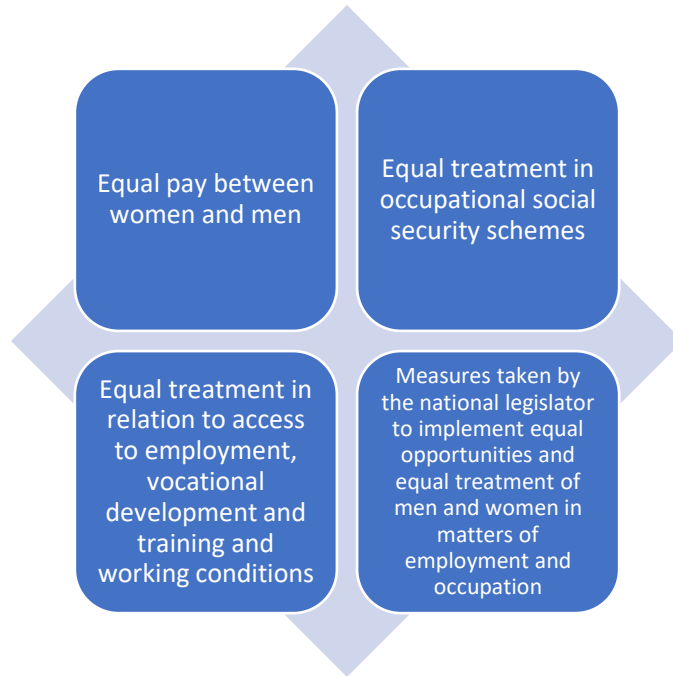 Equal pay between
women and men
Equal treatment in
occupational social
security schemes
Equal treatment in
relation to access
to employment,
vocational
development and
training and
working conditions
Measures taken by
the national legislator
to implement equal
opportunities and
equal treatment of
men and women in
matters of
employment and
occupation